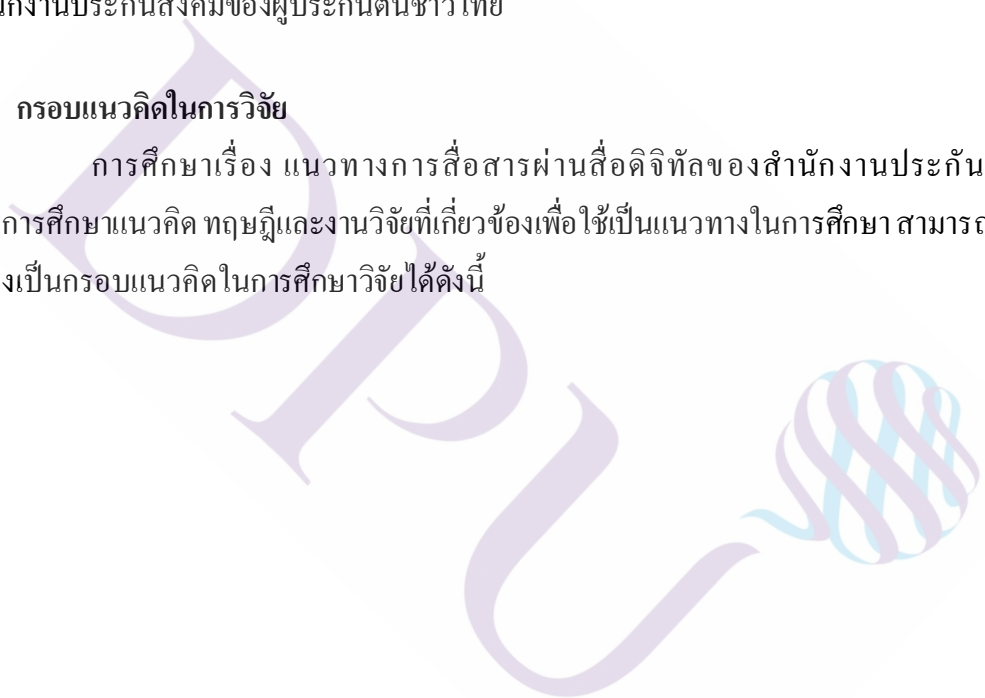 นักงานประกันสังคมของผู้ประกันตนชาวไทย
กรอบแนวคิดในการวิจัย
การศึกษาเรื่อง แนวทางการสื่อสารผ่านสื่อดิจิทัลของสำนักงานประกัน
การศึกษาแนวคิด ทฤษฎีและงานวิจัยที่เกี่ยวข้องเพื่อใช้เป็นแนวทางในการศึกษา สามารถ
งเป็นกรอบแนวคิดในการศึกษาวิจัยได้ดังนี้
DPU